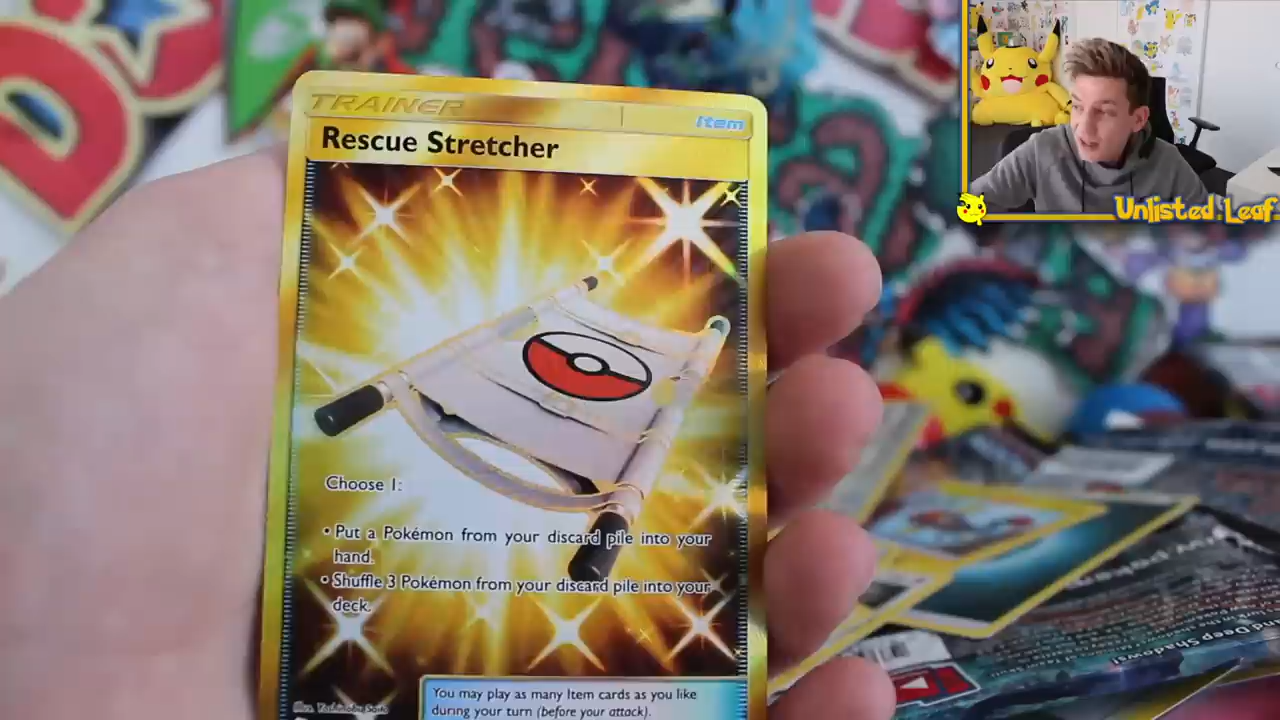 TRAINER
Item
Rescue Stretcher
Unlisted Leaf
Choose 1:
• Put a Pokémon from your discard pile into your
hand.
• Shuffle 3 Pokémon from your discard pile into your
deck.
You may play as many Item cards as you like
during your turn (before your attack).